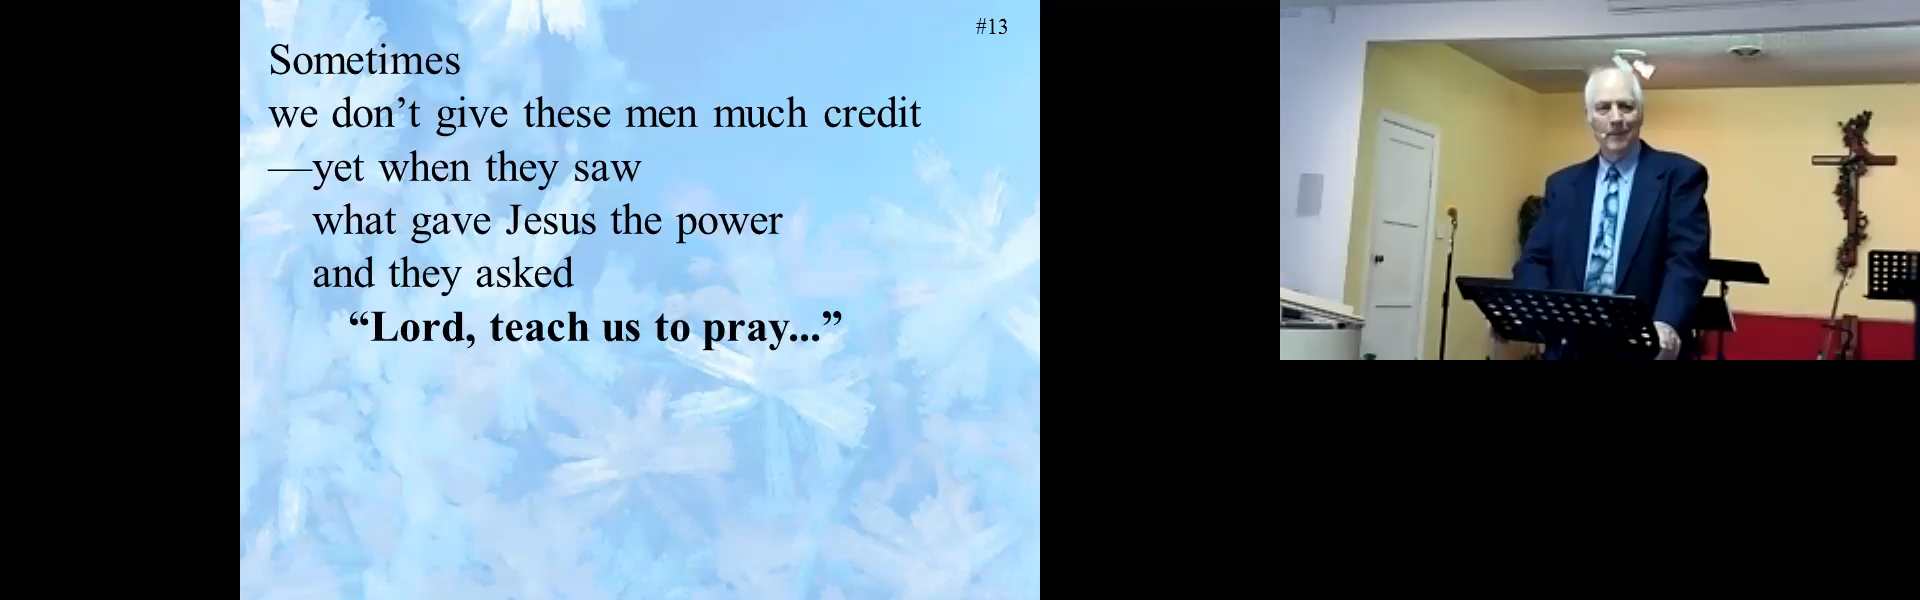 #13
Sometimes
we don’t give these men much credit
—yet when they saw
what gave Jesus the power
and they asked
“Lord, teach us to pray...”